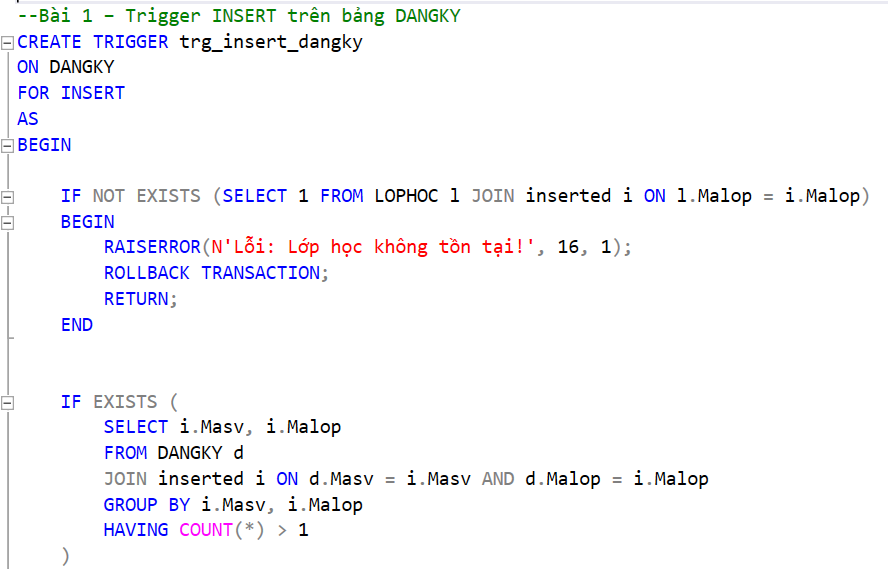 --Bài 1 – Trigger INSERT trên bảng DANGKY
CREATE TRIGGER trg_insert_dangky
ON DANGKY
FOR INSERT
AS
BEGIN
IF NOT EXISTS (SELECT 1 FROM LOPHOC l JOIN inserted i ON l.Malop = i.Malop)
BEGIN
RAISERROR(N'Lỗi: Lớp học không tồn tại!', 16, 1);
ROLLBACK TRANSACTION;
RETURN;
END
IF EXISTS (
SELECT i.Masv, i.Malop
FROM DANGKY d
JOIN inserted i ON d.Masv = i.Masv AND d.Malop = i.Malop
GROUP BY i.Masv, i.Malop
HAVING COUNT(*) > 1
)